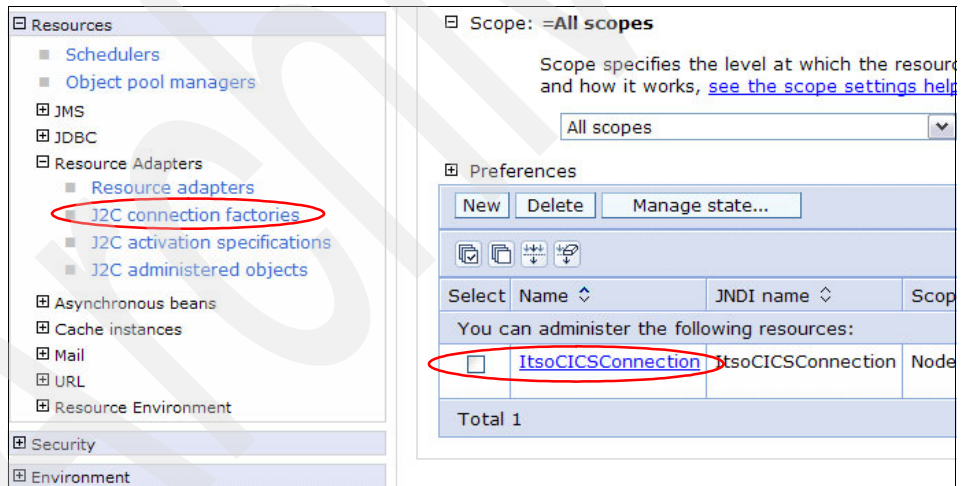 Resources
Schedulers
Object pool managers
JMS
JDBC
Resource Adapters
Resource adapters
J2C connection factories
J2C activation specifications
J2C administered objects
Asynchronous beans
Cache instances
Mail
URL
Resource Environment
Security
Environment
Scope: =All scopes
Scope specifies the level at which the resourc
and how it works, see the scope settings help
All scopes
Preferences
New Delete Manage state...
Select Name JNDI name Scop
You can administer the following resources:
ItsoCICSConnection ItsoCICSConnection Node
Total 1